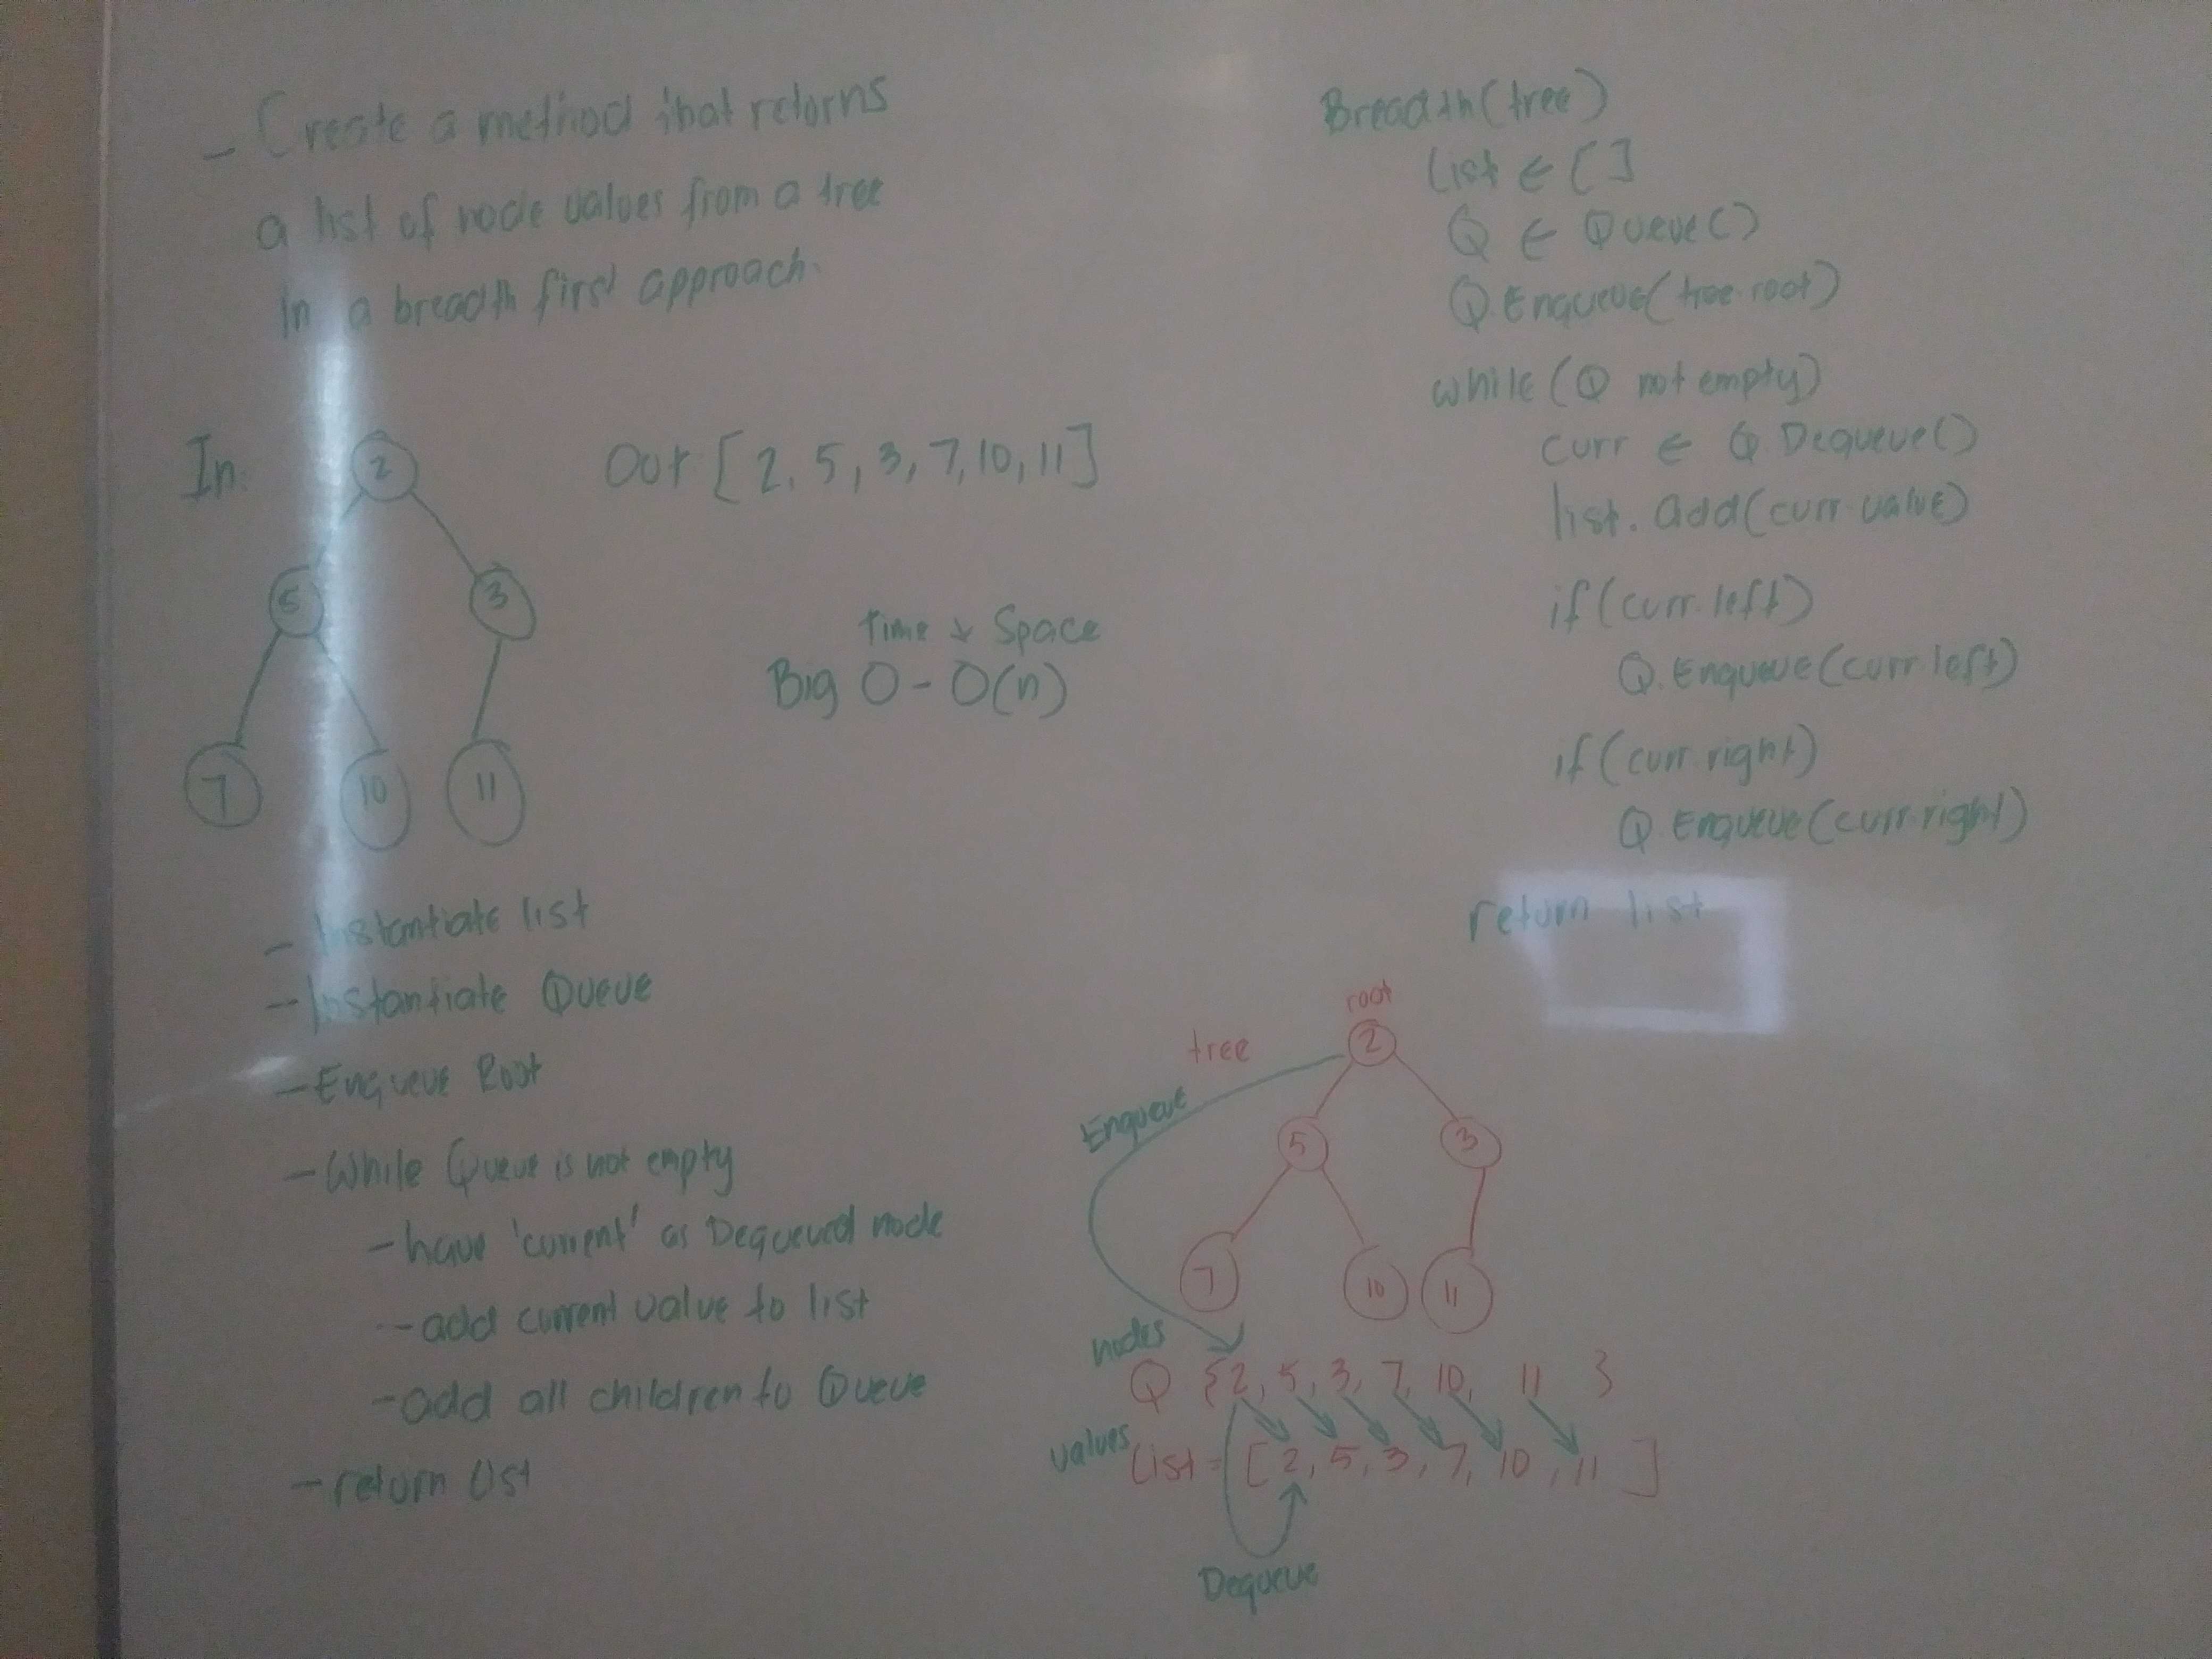 - Create a method that returns
a list of node values from a tree
in a breadth first approach.
In:
2
5
3
7
10
11
Out [2, 5, 3, 7, 10, 11]
Time ↓ Space
Big O - O(n)
- Instantiate list
- Instantiate Queue
- Enqueue Root
- While Queue is not empty
- have 'current' as Dequeued node
- add current value to list
- add all children to Queue
- return list
Breadth(tree)
list ← []
Q ← Queue()
Q.Enqueue(tree.root)
while(Q not empty)
curr ← Q Dequeue()
list.add(curr.value)
if(curr.left)
Q.Enqueue(curr.left)
if(curr.right)
Q.Enqueue(curr.right)
return list
root
tree
2
Enqueue
5
3
7
10
11
nodes
Q {2, 5, 3, 7, 10, 11 }
values
List = [2, 5, 3, 7, 10, 11 ]
Dequeue